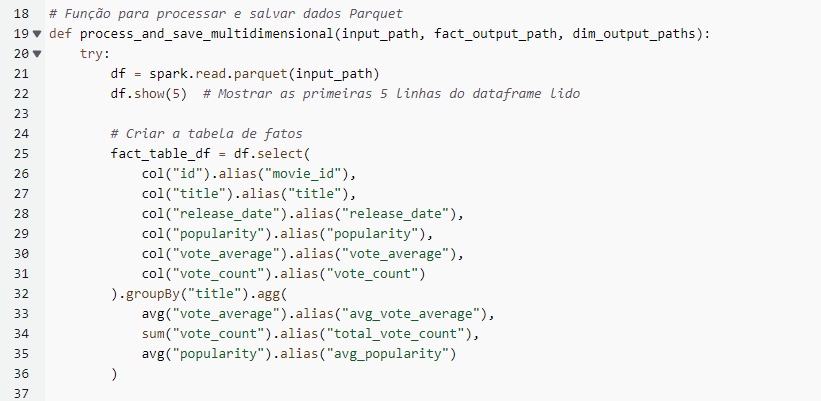 18 # Função para processar e salvar dados Parquet
19 def process_and_save_multidimensional(input_path, fact_output_path, dim_output_paths):
20     try:
21         df = spark.read.parquet(input_path)
22         df.show(5)  # Mostrar as primeiras 5 linhas do dataframe lido
23
24         # Criar a tabela de fatos
25         fact_table_df = df.select(
26             col("id").alias("movie_id"),
27             col("title").alias("title"),
28             col("release_date").alias("release_date"),
29             col("popularity").alias("popularity"),
30             col("vote_average").alias("vote_average"),
31             col("vote_count").alias("vote_count")
32         ).groupBy("title").agg(
33             avg("vote_average").alias("avg_vote_average"),
34             sum("vote_count").alias("total_vote_count"),
35             avg("popularity").alias("avg_popularity")
36         )
37